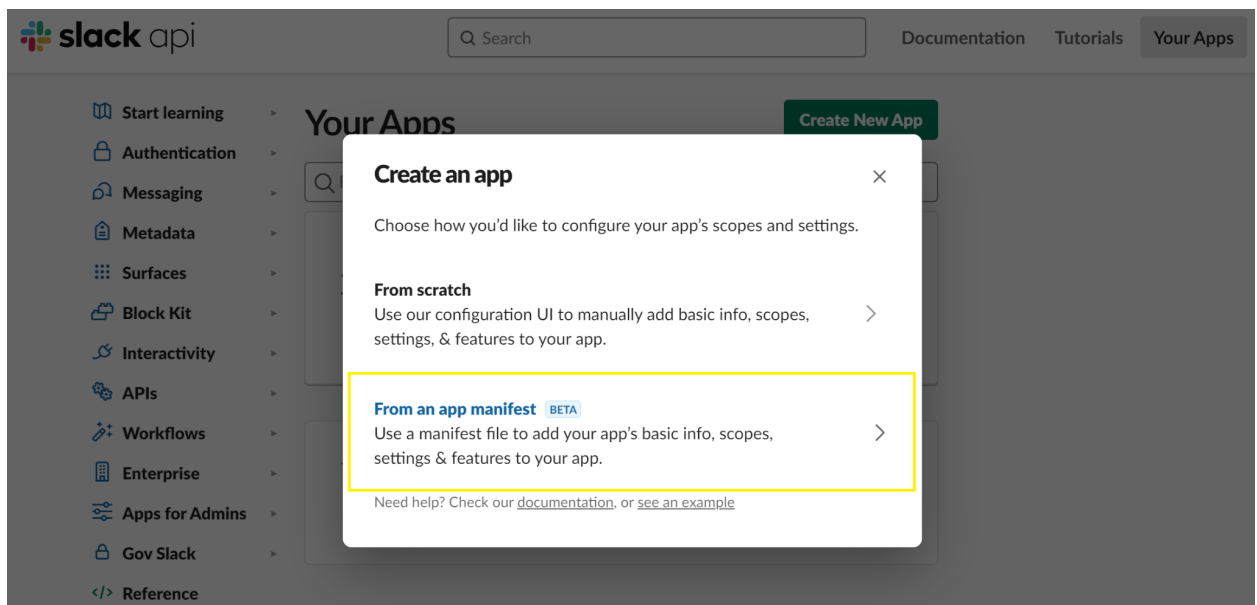 slack api
Search
Documentation
Tutorials
Your Apps
Start learning
Authentication
Messaging
Metadata
Surfaces
Block Kit
Interactivity
APIs
Workflows
Enterprise
Apps for Admins
Gov Slack
</> Reference
Your Apps
Create New App
Create an app
Choose how you’d like to configure your app’s scopes and settings.
From scratch
Use our configuration UI to manually add basic info, scopes,
settings, & features to your app.
From an app manifest BETA
Use a manifest file to add your app’s basic info, scopes,
settings & features to your app.
Need help? Check our documentation, or see an example